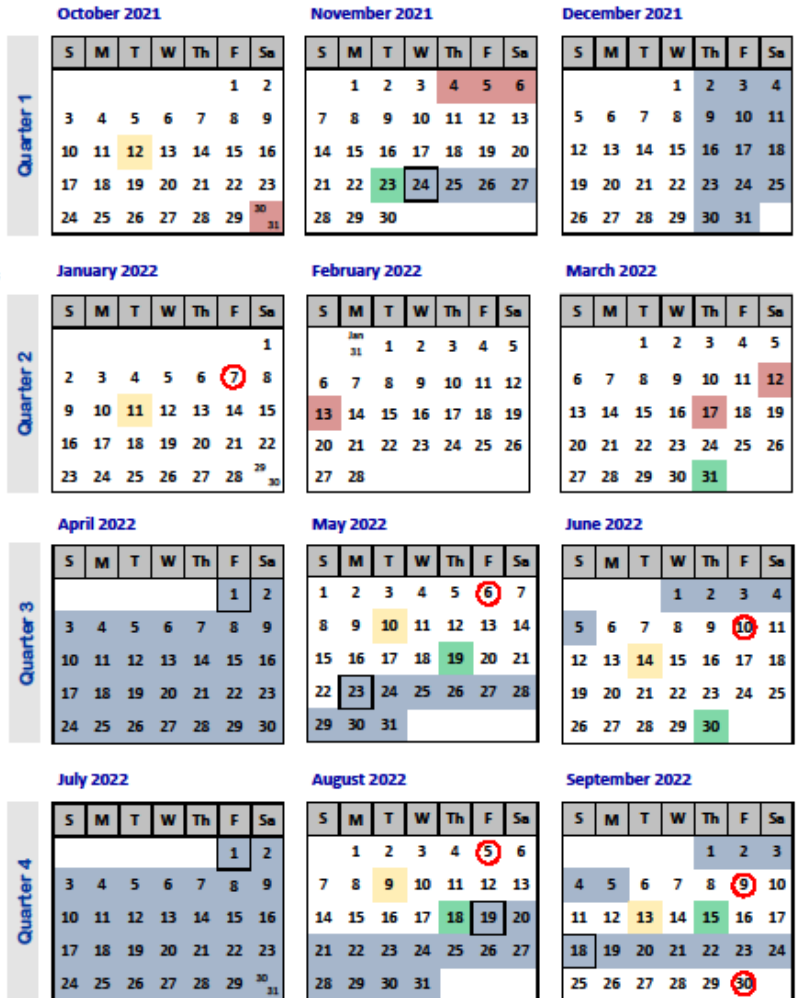 October 2021 November 2021 December 2021
S M T W Th F Sa S M T W Th F Sa S M T W Th F Sa
1 2 1 2 3 4 5 6 1 2 3 4
3 4 5 6 7 8 9 7 8 9 10 11 12 13 5 6 7 8 9 10 11
10 11 12 13 14 15 16 14 15 16 17 18 19 20 12 13 14 15 16 17 18
17 18 19 20 21 22 23 21 22 23 24 25 26 27 19 20 21 22 23 24 25
24 25 26 27 28 29 30 31 28 29 30 26 27 28 29 30 31
Quarter 1
January 2022 February 2022 March 2022
S M T W Th F Sa S M T W Th F Sa S M T W Th F Sa
1 Jan 31 1 2 3 4 5 1 2 3 4 5
2 3 4 5 6 7 8 6 7 8 9 10 11 12 6 7 8 9 10 11 12
9 10 11 12 13 14 15 13 14 15 16 17 18 19 13 14 15 16 17 18 19
16 17 18 19 20 21 22 20 21 22 23 24 25 26 20 21 22 23 24 25 26
23 24 25 26 27 28 29 30 27 28 27 28 29 30 31
Quarter 2
April 2022 May 2022 June 2022
S M T W Th F Sa S M T W Th F Sa S M T W Th F Sa
1 2 1 2 3 4 5 6 7 1 2 3 4
3 4 5 6 7 8 9 8 9 10 11 12 13 14 5 6 7 8 9 10 11
10 11 12 13 14 15 16 15 16 17 18 19 20 21 12 13 14 15 16 17 18
17 18 19 20 21 22 23 22 23 24 25 26 27 28 19 20 21 22 23 24 25
24 25 26 27 28 29 30 29 30 31 26 27 28 29 30
Quarter 3
July 2022 August 2022 September 2022
S M T W Th F Sa S M T W Th F Sa S M T W Th F Sa
1 2 1 2 3 4 5 6 1 2 3
3 4 5 6 7 8 9 7 8 9 10 11 12 13 4 5 6 7 8 9 10
10 11 12 13 14 15 16 14 15 16 17 18 19 20 11 12 13 14 15 16 17
17 18 19 20 21 22 23 21 22 23 24 25 26 27 18 19 20 21 22 23 24
24 25 26 27 28 29 30 31 28 29 30 31 25 26 27 28 29 30
Quarter 4